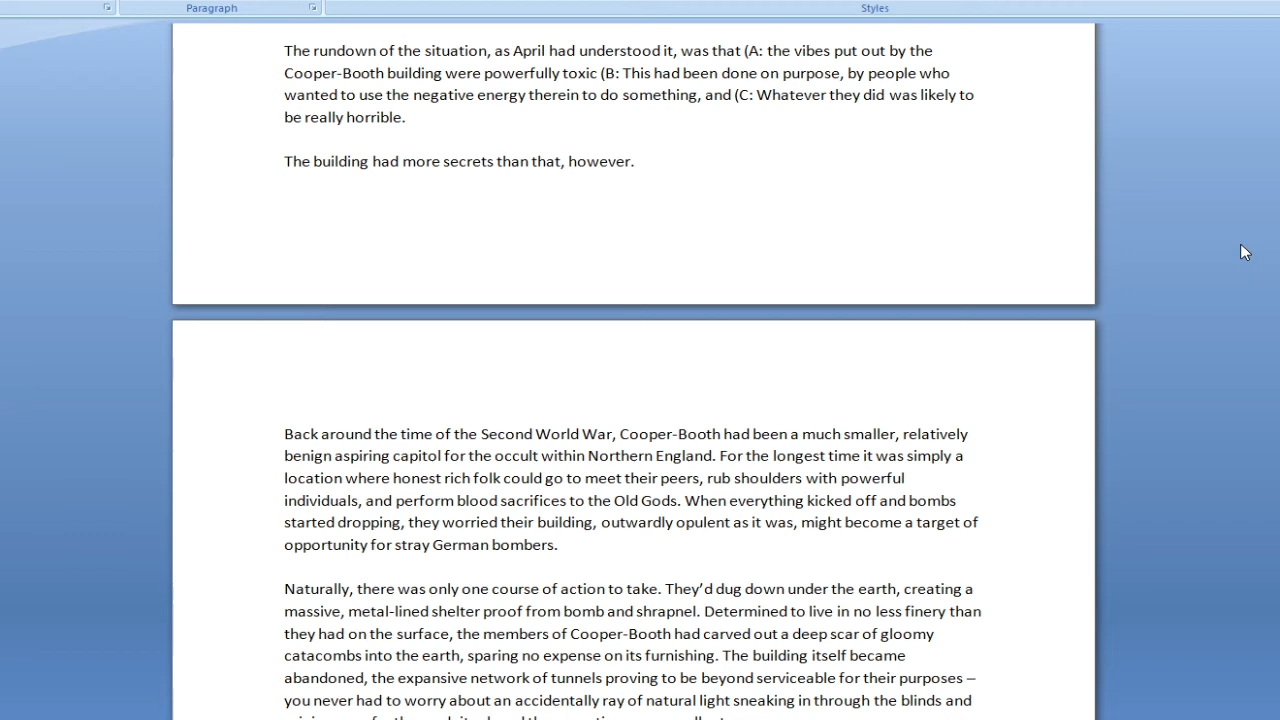 Paragraph
Styles
The rundown of the situation, as April had understood it, was that (A: the vibes put out by the
Cooper-Booth building were powerfully toxic (B: This had been done on purpose, by people who
wanted to use the negative energy therein to do something, and (C: Whatever they did was likely to
be really horrible.
The building had more secrets than that, however.
Back around the time of the Second World War, Cooper-Booth had been a much smaller, relatively
benign aspiring capitol for the occult within Northern England. For the longest time it was simply a
location where honest rich folk could go to meet their peers, rub shoulders with powerful
individuals, and perform blood sacrifices to the Old Gods. When everything kicked off and bombs
started dropping, they worried their building, outwardly opulent as it was, might become a target of
opportunity for stray German bombers.
Naturally, there was only one course of action to take. They’d dug down under the earth, creating a
massive, metal-lined shelter proof from bomb and shrapnel. Determined to live in no less finery than
they had on the surface, the members of Cooper-Booth had carved out a deep scar of gloomy
catacombs into the earth, sparing no expense on its furnishing. The building itself became
abandoned, the expansive network of tunnels proving to be beyond serviceable for their purposes –
you never had to worry about an accidentally ray of natural light sneaking in through the blinds and